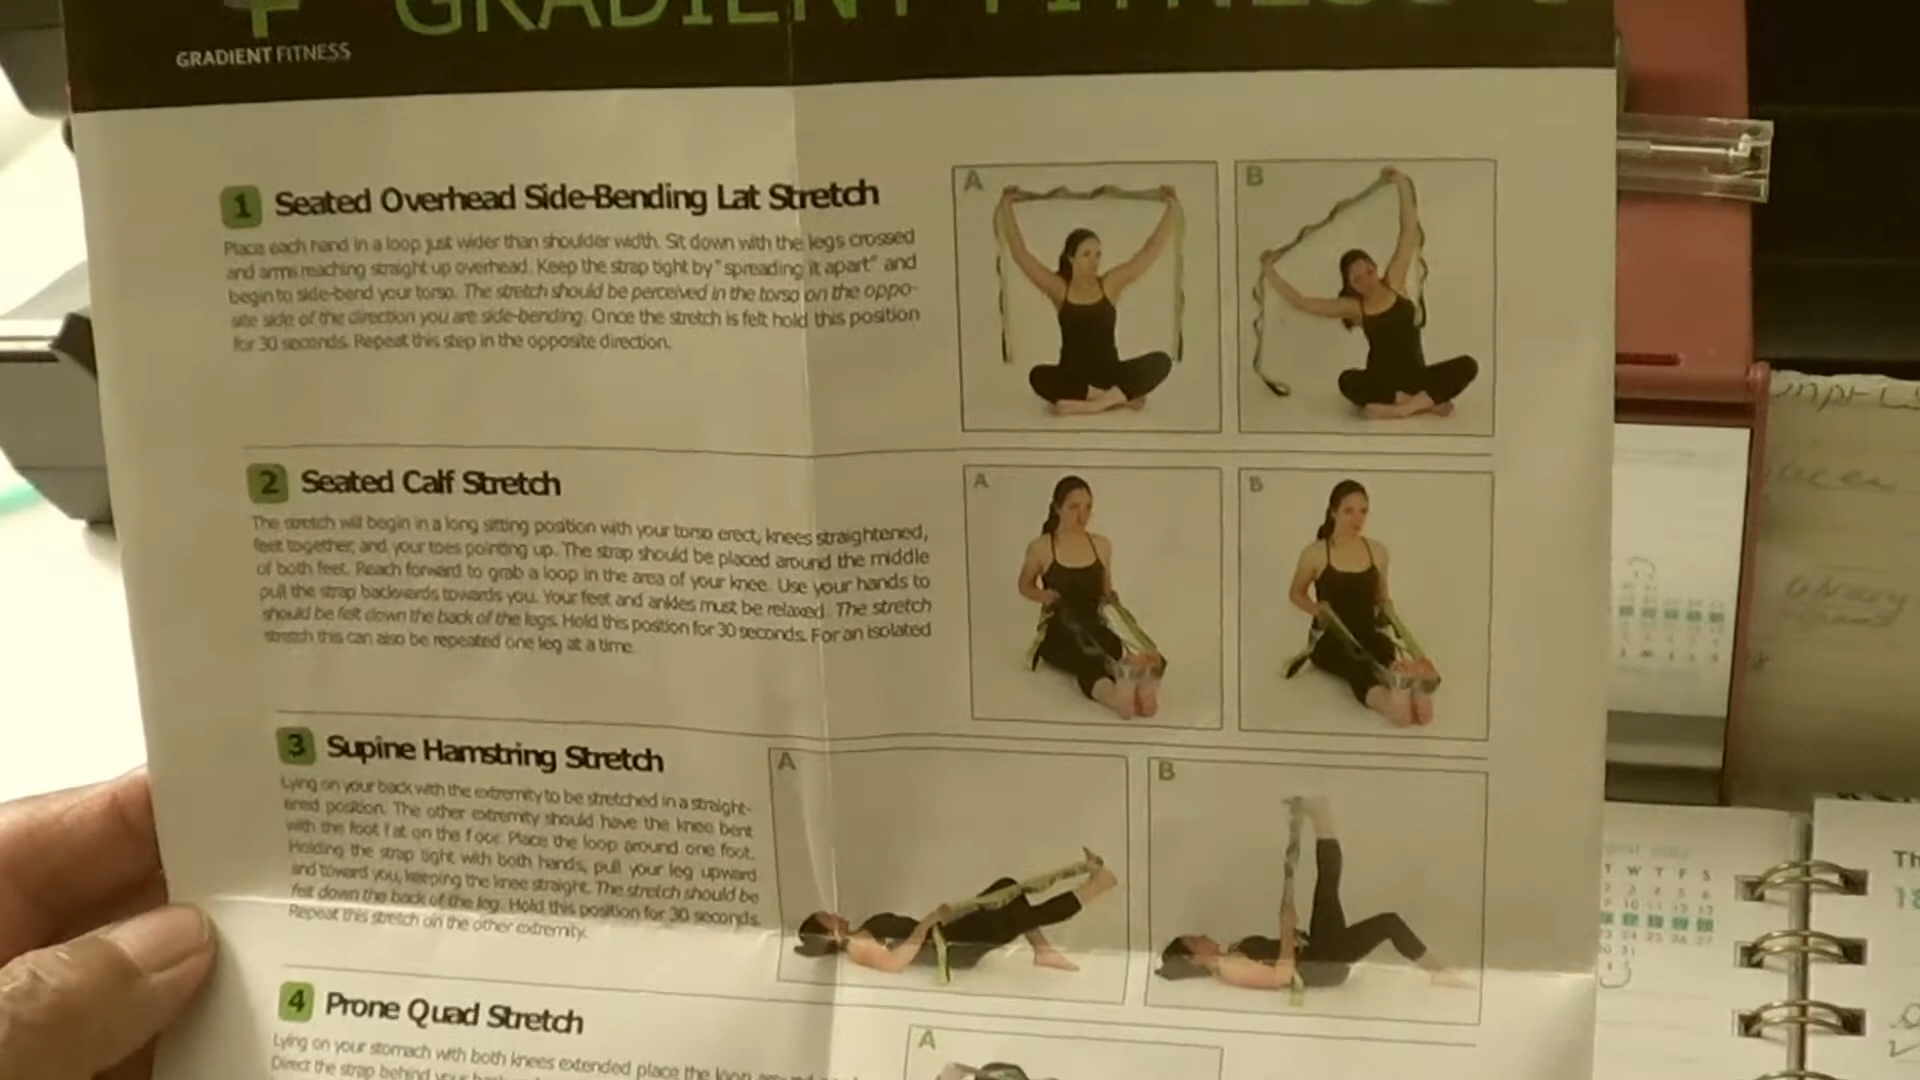 GRADIENT FITNESS
GRADIENT FITNESS
1 Seated Overhead Side-Bending Lat Stretch
Place each hand in a loop just wider than shoulder width. Sit down with the legs crossed
and arms reaching straight up overhead. Keep the strap tight by "spreading it apart" and
begin to side-bend your torso. The stretch should be perceived in the torso on the oppo-
site side of the direction you are side-bending. Once the stretch is felt hold this position
for 30 seconds. Repeat this step in the opposite direction.
A
B
2 Seated Calf Stretch
The stretch will begin in a long sitting position with your torso erect, knees straightened,
feet together, and your toes pointing up. The strap should be placed around the middle
of both feet. Reach forward to grab a loop in the area of your knee. Use your hands to
pull the strap backwards towards you. Your feet and ankles must be relaxed. The stretch
should be felt down the back of the legs. Hold this position for 30 seconds. For an isolated
stretch this can also be repeated one leg at a time.
A
B
3 Supine Hamstring Stretch
Lying on your back with the extremity to be stretched in a straight-
ened position. The other extremity should have the knee bent
with the foot flat on the floor. Place the loop around one foot.
Holding the strap tight with both hands, pull your leg upward
and toward you, keeping the knee straight. The stretch should be
felt down the back of the leg. Hold this position for 30 seconds.
Repeat this stretch on the other extremity.
A
B
4 Prone Quad Stretch
Lying on your stomach with both knees extended place the loop
Direct the strap behind your
A
T W T F S
Th
18